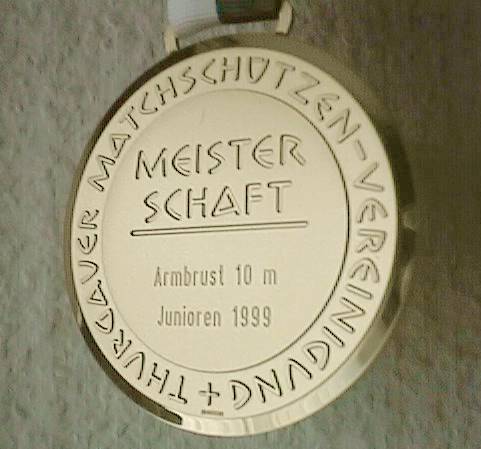 THURGAUER MATCHSCHÜTZEN-VEREINIGUNG +
MEISTER
SCHAFT
Armbrust 10 m
Junioren 1999